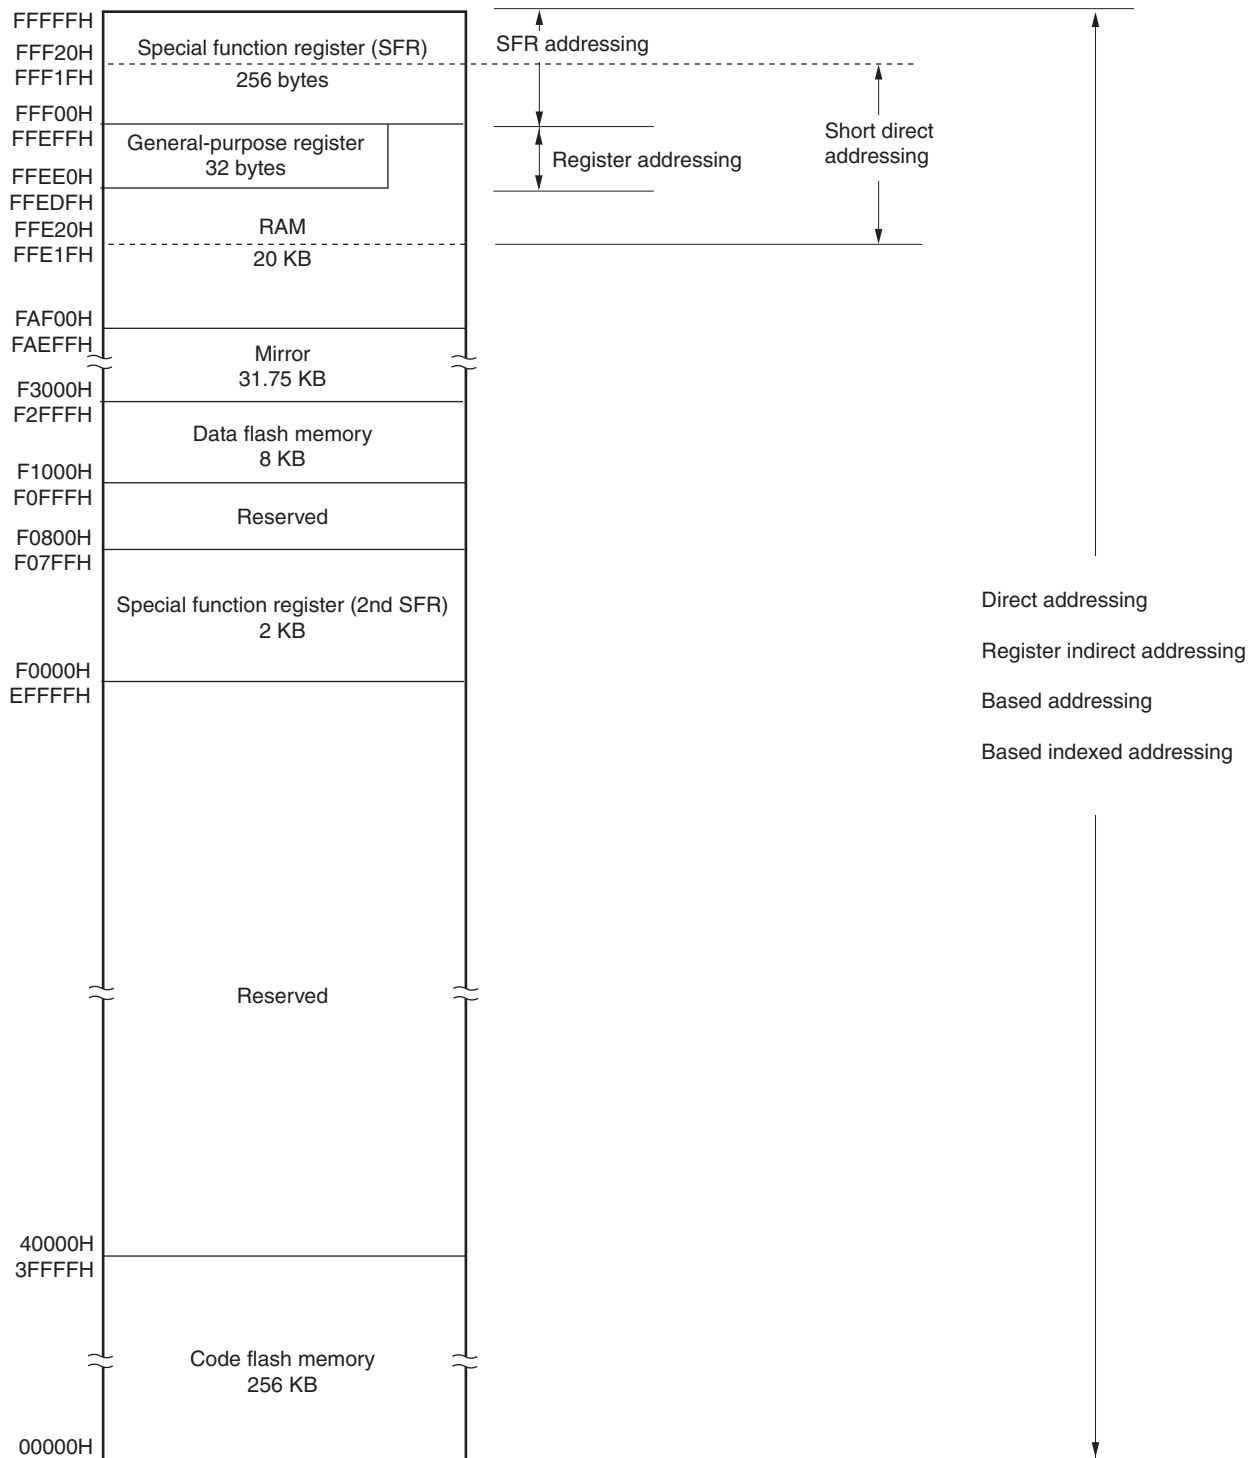 FFFFFH
Special function register (SFR)
256 bytes
SFR addressing
FFF20H
FFF1FH
FFF00H
FFEFFH
General-purpose register
32 bytes
Register addressing
Short direct
addressing
FFEE0H
FFEDFH
RAM
20 KB
FFE20H
FFE1FH
FAF00H
FAEFFH
Mirror
31.75 KB
F3000H
F2FFFH
Data flash memory
8 KB
F1000H
F0FFFH
Reserved
F0800H
F07FFH
Special function register (2nd SFR)
2 KB
Direct addressing
Register indirect addressing
Based addressing
Based indexed addressing
F0000H
EFFFFH
Reserved
40000H
3FFFFH
Code flash memory
256 KB
00000H